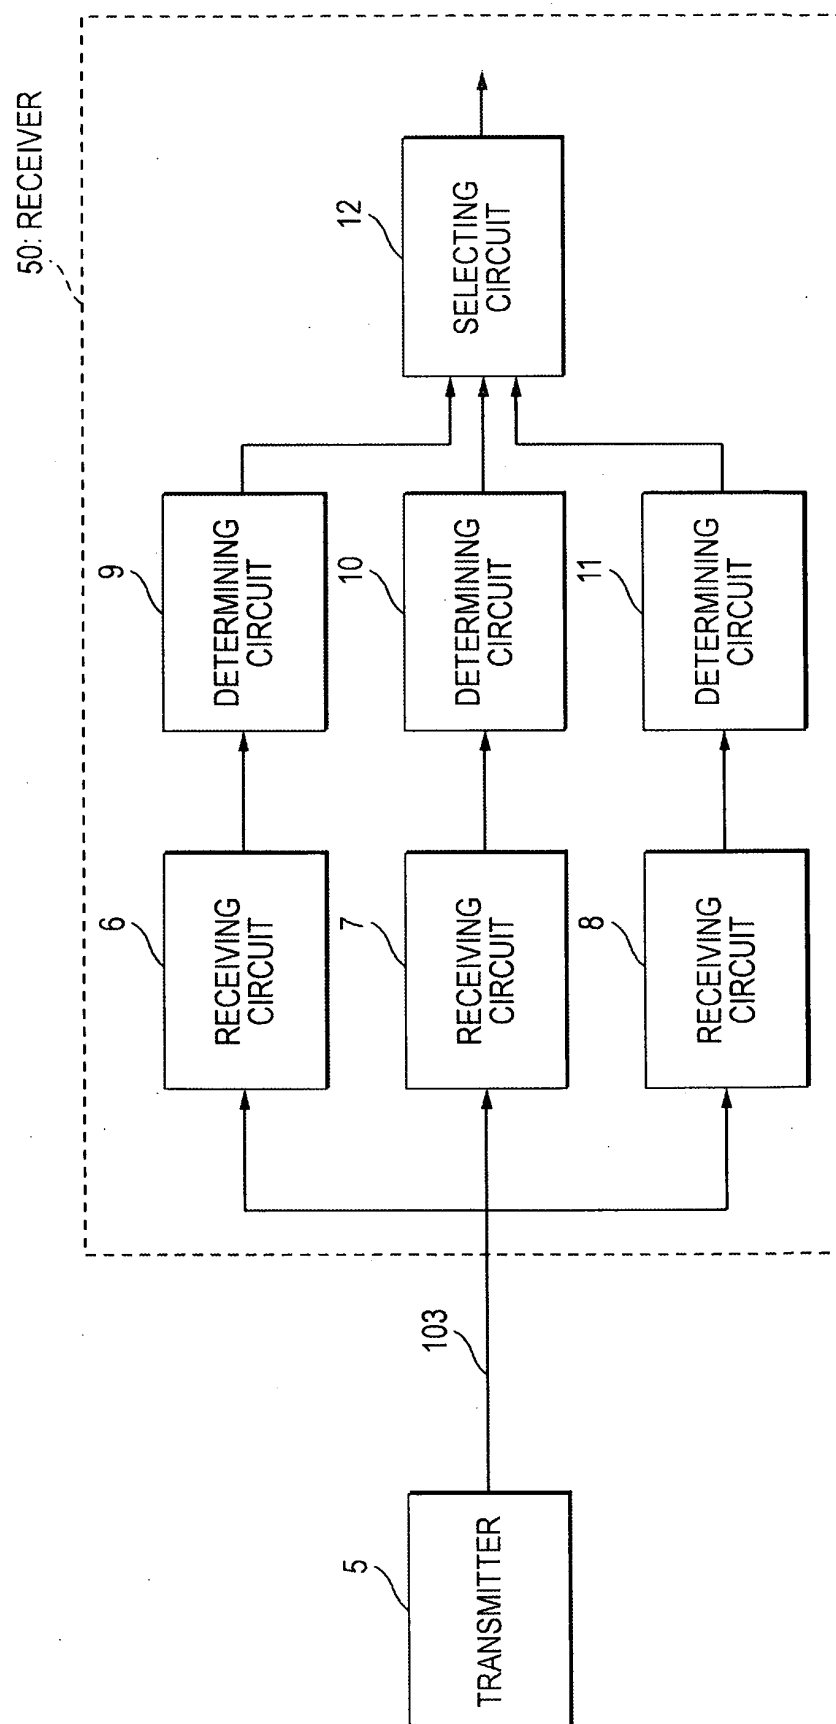 50: RECEIVER
5
TRANSMITTER
103
6
RECEIVING
CIRCUIT
9
DETERMINING
CIRCUIT
7
RECEIVING
CIRCUIT
10
DETERMINING
CIRCUIT
12
SELECTING
CIRCUIT
8
RECEIVING
CIRCUIT
11
DETERMINING
CIRCUIT